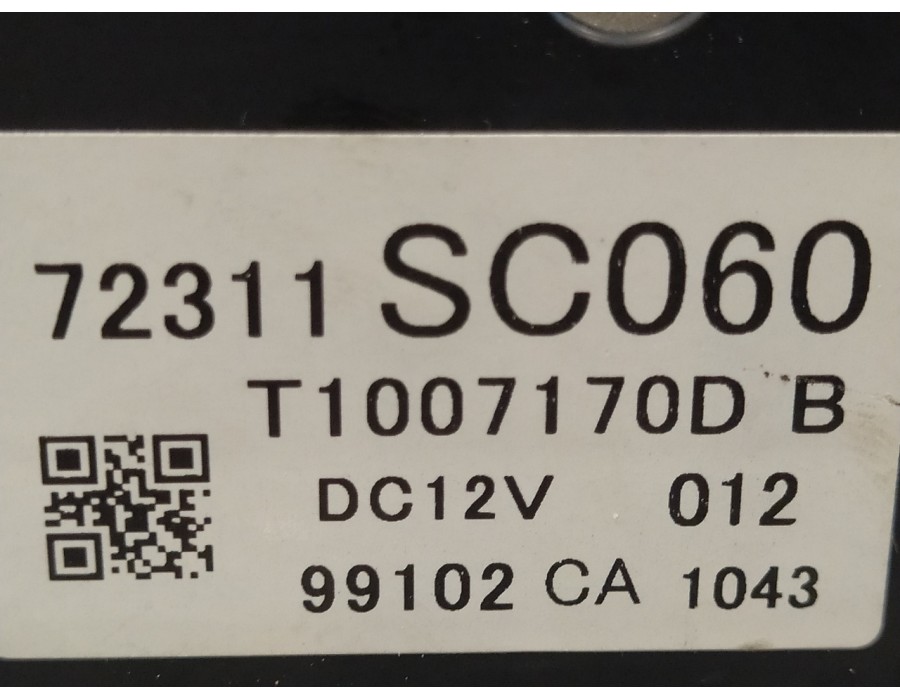 72311 SC060
T1007170D B
DC12V 012
99102 CA 1043